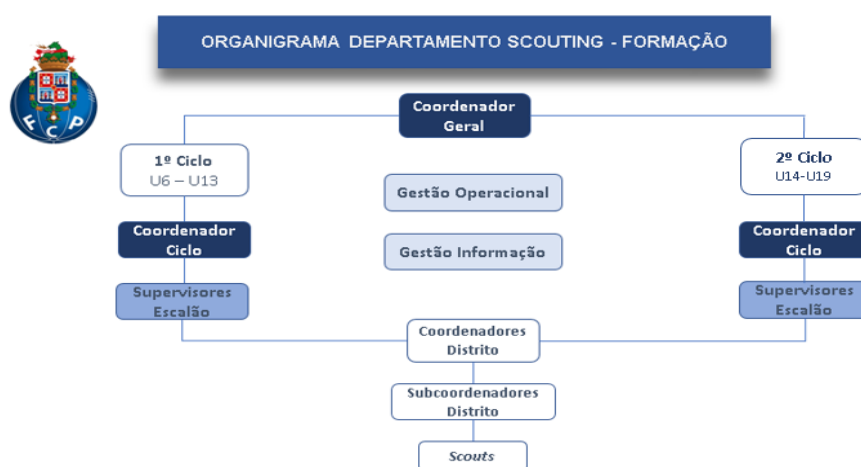 ORGANIGRAMA DEPARTAMENTO SCOUTING - FORMAÇÃO
FCP
Coordenador
Geral
1º Ciclo
U6 – U13
2º Ciclo
U14-U19
Gestão Operacional
Coordenador
Ciclo
Gestão Informação
Coordenador
Ciclo
Supervisores
Escalão
Supervisores
Escalão
Coordenadores
Distrito
Subcoordenadores
Distrito
Scouts